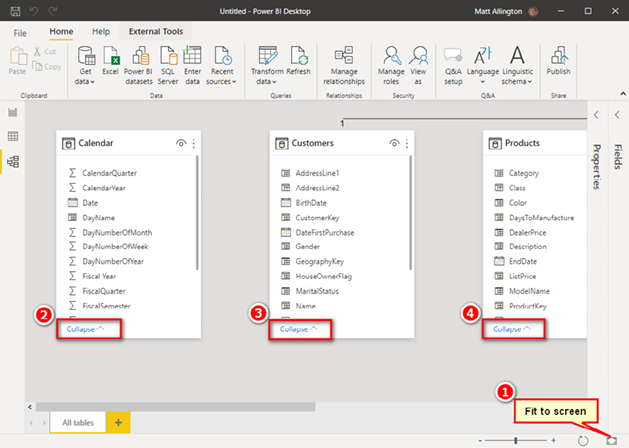 Untitled - Power BI Desktop
Matt Allington
File
Home
Help
External Tools
Paste
Cut
Copy
Get data
Excel
Power BI datasets
SQL Server
Enter data
Recent sources
Transform data
Refresh
Manage relationships
Manage roles
View as
Q&A setup
Language
Linguistic schema
Publish
Clipboard
Data
Queries
Relationships
Security
Q&A
Share
1
Calendar
CalendarQuarter
CalendarYear
Date
DayName
DayNumberOfMonth
DayNumberOfWeek
DayNumberOfYear
Fiscal Year
FiscalQuarter
FiscalSemester
2
Collapse
Customers
AddressLine1
AddressLine2
BirthDate
CustomerKey
DateFirstPurchase
Gender
GeographyKey
HouseOwnerFlag
MaritalStatus
Name
3
Collapse
Products
Category
Class
Color
DaysToManufacture
DealerPrice
Description
EndDate
ListPrice
ModelName
ProductKey
4
Collapse
Properties
Fields
1
Fit to screen
All tables